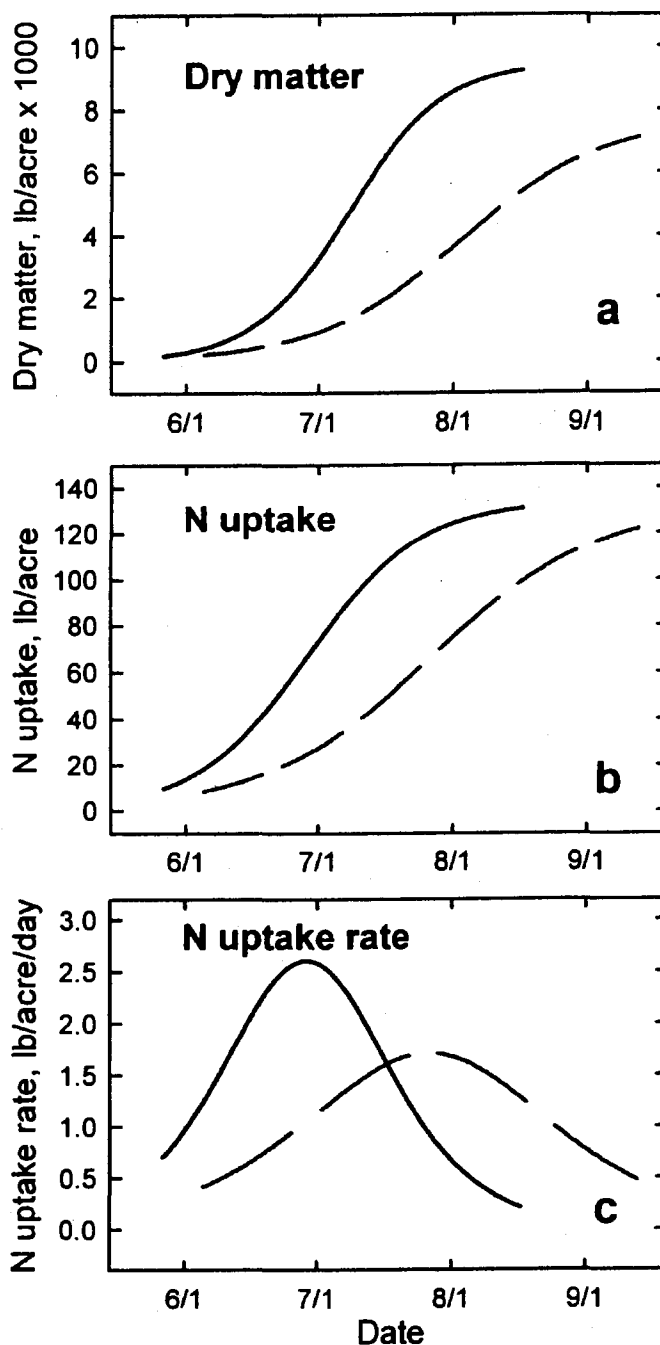 Dry matter, lb/acre x 1000
10
8
6
4
2
0
Dry matter
a
6/1 7/1 8/1 9/1
N uptake, lb/acre
140
120
100
80
60
40
20
0
N uptake
b
6/1 7/1 8/1 9/1
N uptake rate, lb/acre/day
3.0
2.5
2.0
1.5
1.0
0.5
0.0
N uptake rate
c
6/1 7/1 8/1 9/1
Date